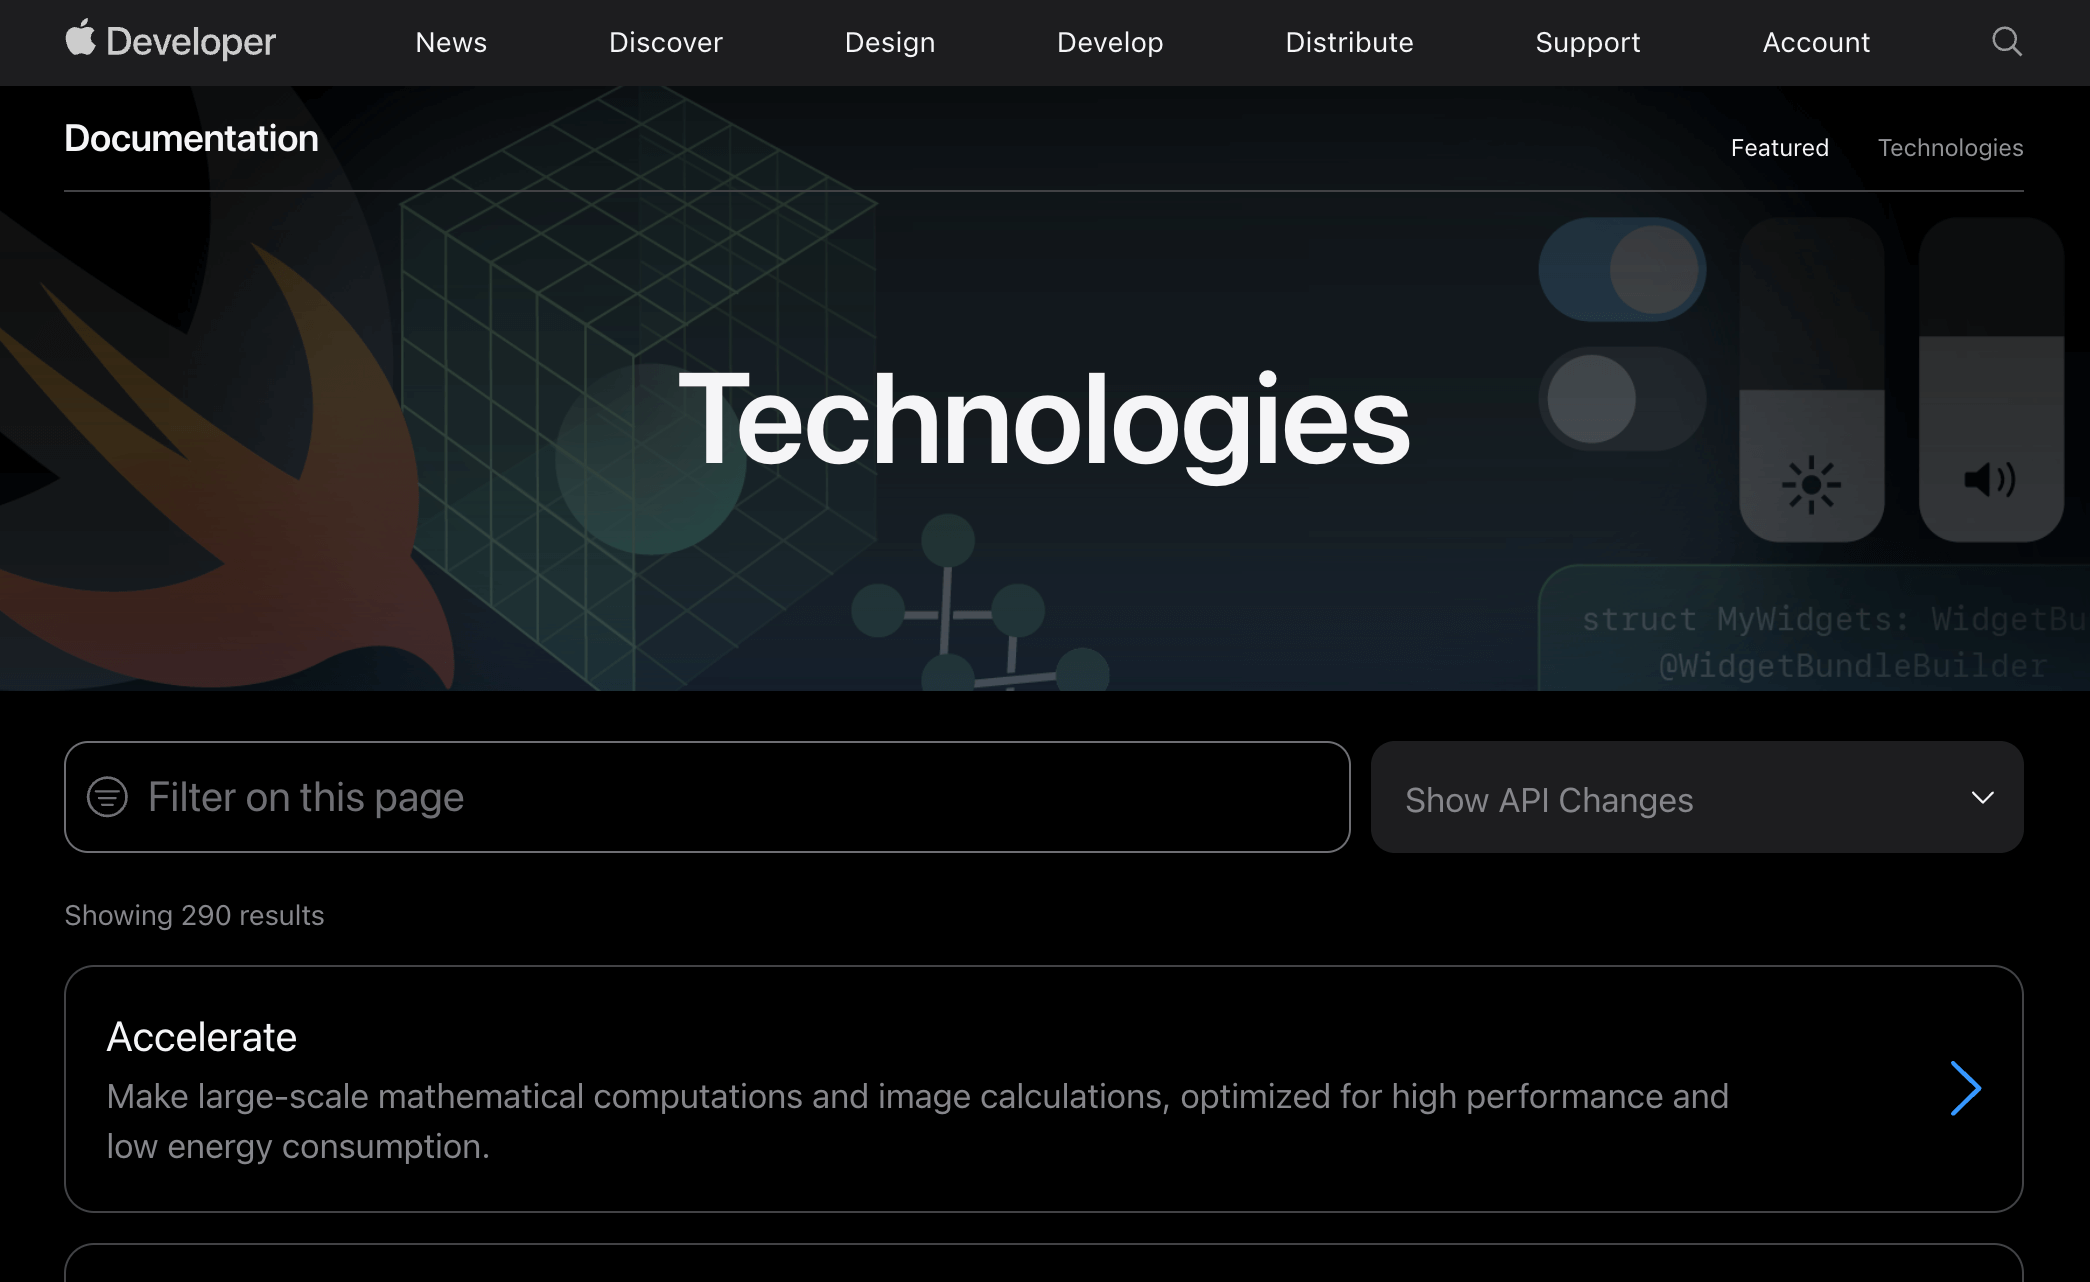 Developer
News
Discover
Design
Develop
Distribute
Support
Account
Documentation
Featured
Technologies
Technologies
struct MyWidgets: WidgetBu
@WidgetBundleBuilder
Filter on this page
Show API Changes
Showing 290 results
Accelerate
Make large-scale mathematical computations and image calculations, optimized for high performance and
low energy consumption.